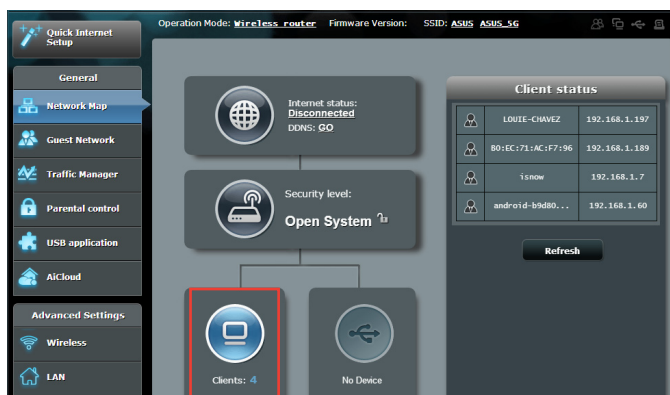 Quick Internet
Setup
Operation Mode: Wireless router Firmware Version: SSID: ASUS ASUS_5G
General
Network Map
Guest Network
Traffic Manager
Parental control
USB application
AiCloud
Advanced Settings
Wireless
LAN
Internet status:
Disconnected
DDNS: GO
Security level:
Open System
Clients: 4
No Device
Client status
LOUIE-CHAVEZ 192.168.1.197
80:EC:71:AC:F7:96 192.168.1.189
isnow 192.168.1.7
android-b9d80... 192.168.1.60
Refresh